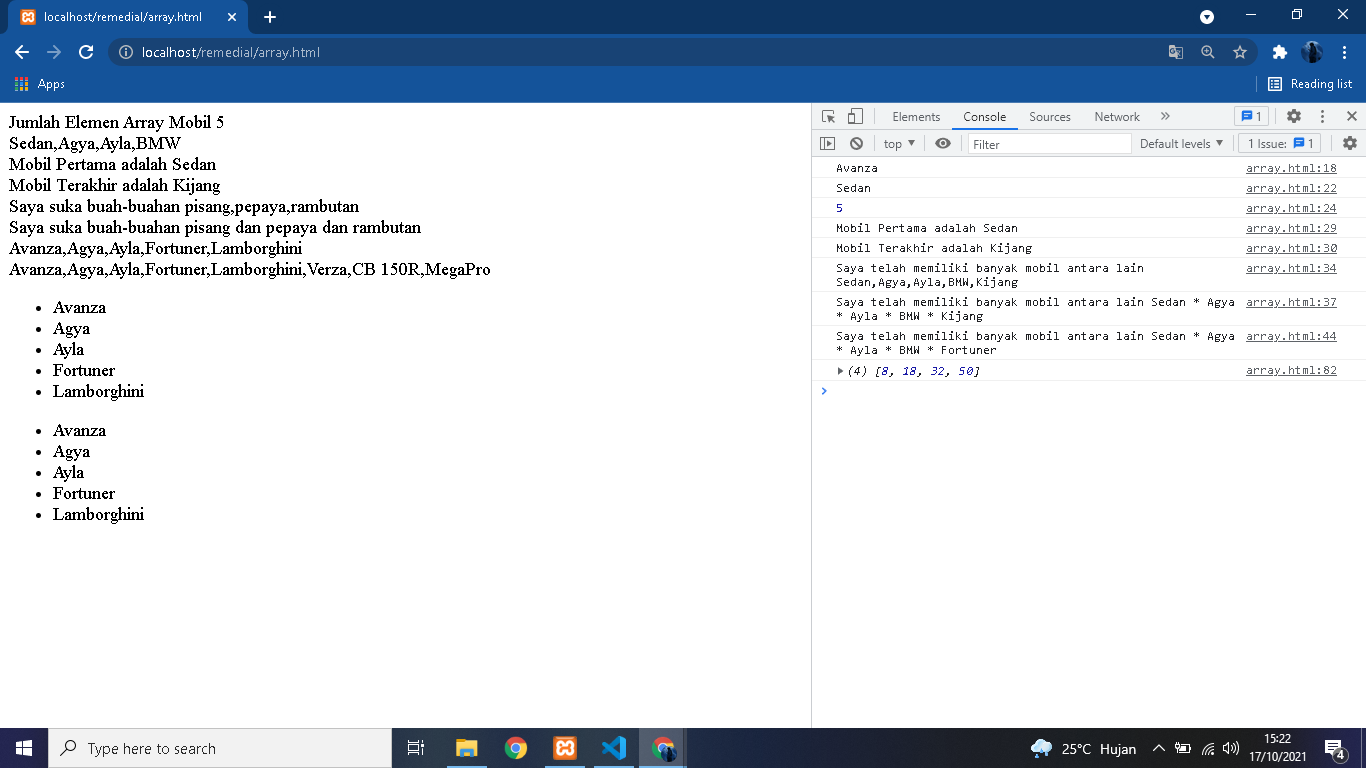 localhost/remedial/array.html
localhost/remedial/array.html
Apps
Reading list
Jumlah Elemen Array Mobil 5
Sedan,Agya,Ayla,BMW
Mobil Pertama adalah Sedan
Mobil Terakhir adalah Kijang
Saya suka buah-buahan pisang,pepaya,rambutan
Saya suka buah-buahan pisang dan pepaya dan rambutan
Avanza,Agya,Ayla,Fortuner,Lamborghini
Avanza,Agya,Ayla,Fortuner,Lamborghini,Verza,CB 150R,MegaPro
• Avanza
• Agya
• Ayla
• Fortuner
• Lamborghini
• Avanza
• Agya
• Ayla
• Fortuner
• Lamborghini
Elements Console Sources Network » 1
top Filter Default levels 1 Issue: 1
Avanza array.html:18
Sedan array.html:22
5 array.html:24
Mobil Pertama adalah Sedan array.html:29
Mobil Terakhir adalah Kijang array.html:30
Saya telah memiliki banyak mobil antara lain array.html:34
Sedan,Agya,Ayla,BMW,Kijang
Saya telah memiliki banyak mobil antara lain Sedan * Agya array.html:37
* Ayla * BMW * Kijang
Saya telah memiliki banyak mobil antara lain Sedan * Agya array.html:44
* Ayla * BMW * Fortuner
(4) [8, 18, 32, 50] array.html:82
Type here to search
25°C Hujan
15:22
17/10/2021
4